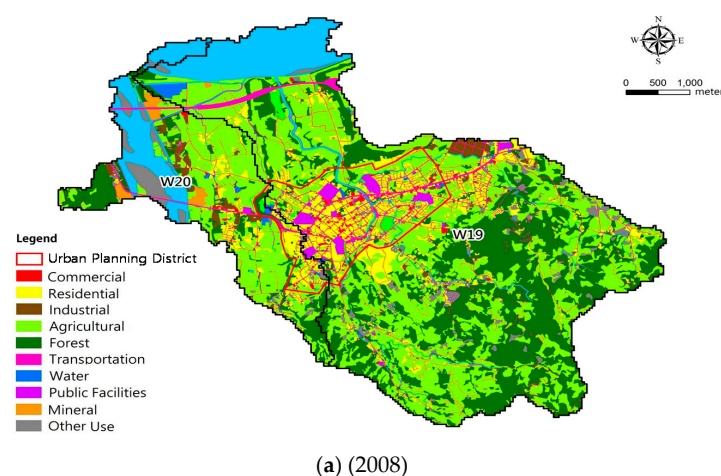 N
W E
S
0 500 1,000
meter
W20
W19
Legend
Urban Planning District
Commercial
Residential
Industrial
Agricultural
Forest
Transportation
Water
Public Facilities
Mineral
Other Use
(a) (2008)